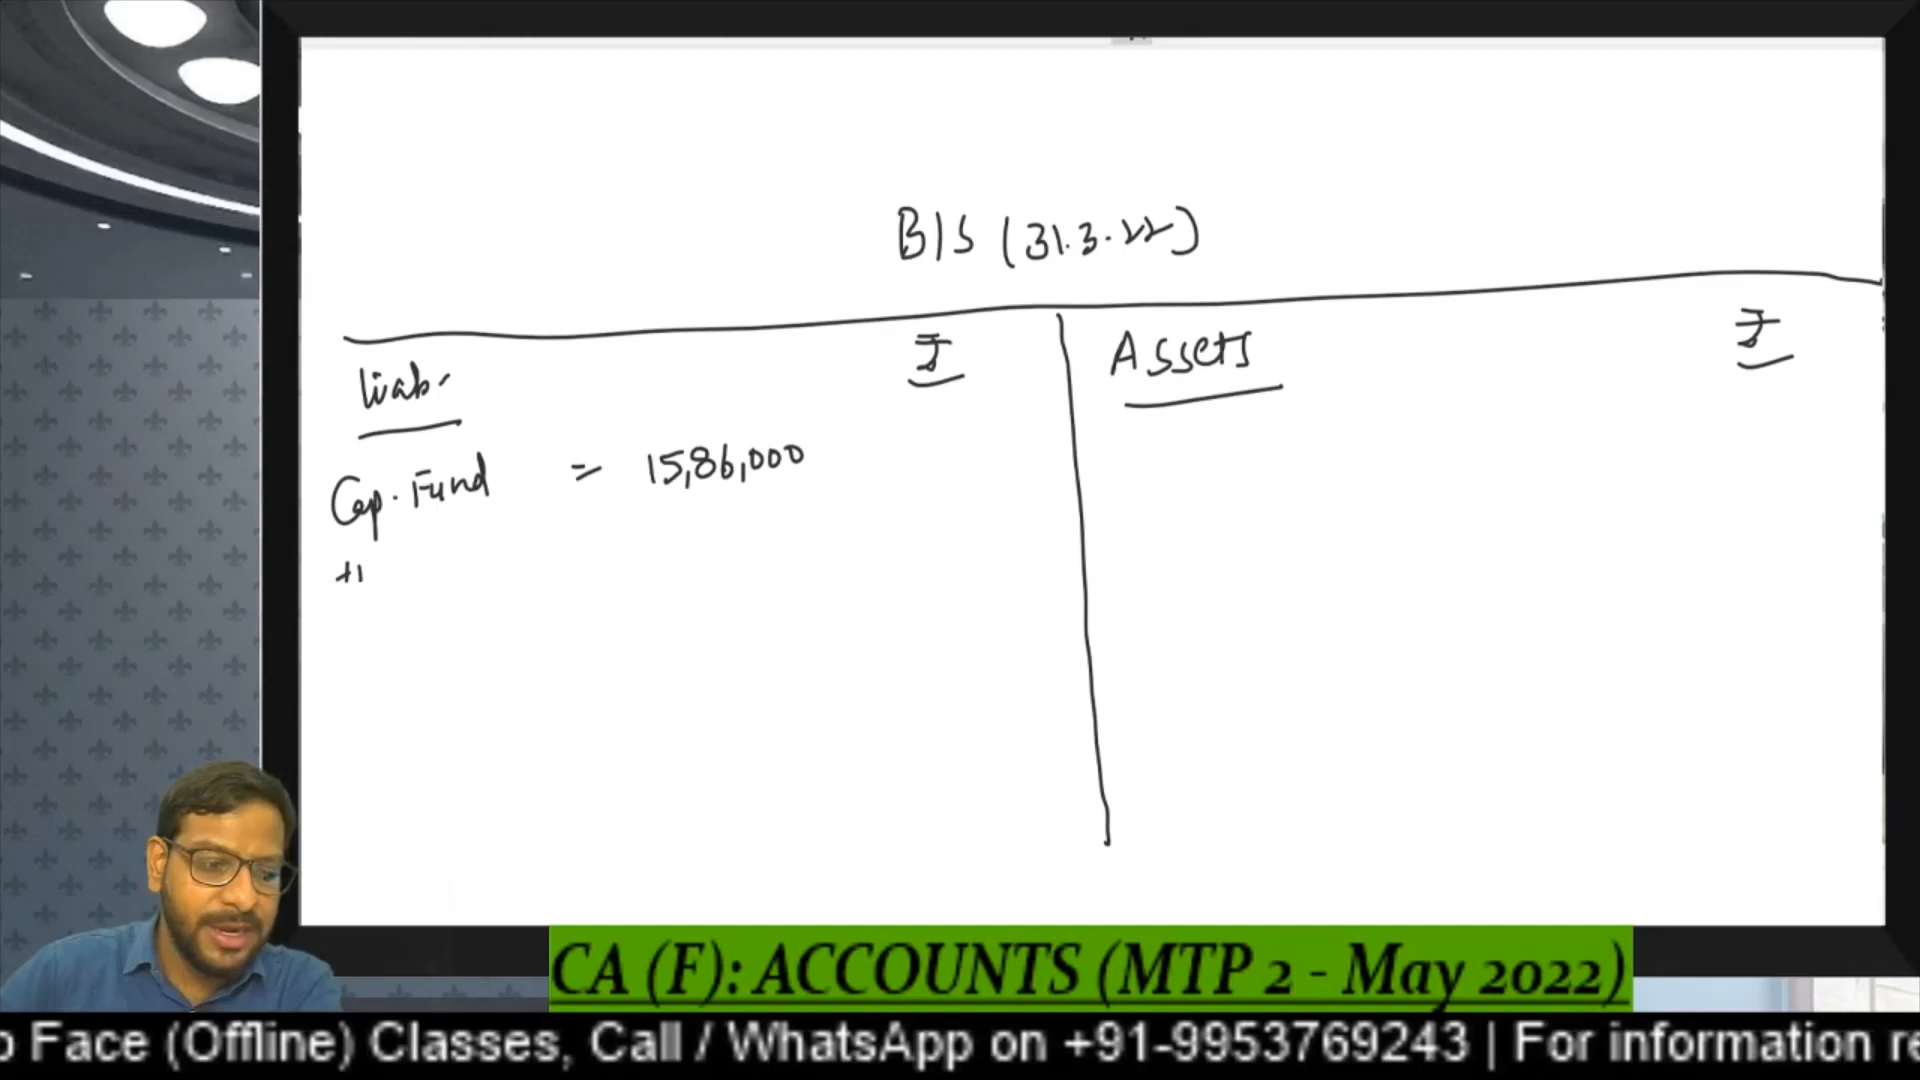 B/S (31.3.22)
Liab. ₹ Assets ₹
Cap. Fund = 15,86,000
+
CA (F): ACCOUNTS (MTP 2 - May 2022)
o Face (Offline) Classes, Call / WhatsApp on +91-9953769243 | For information re